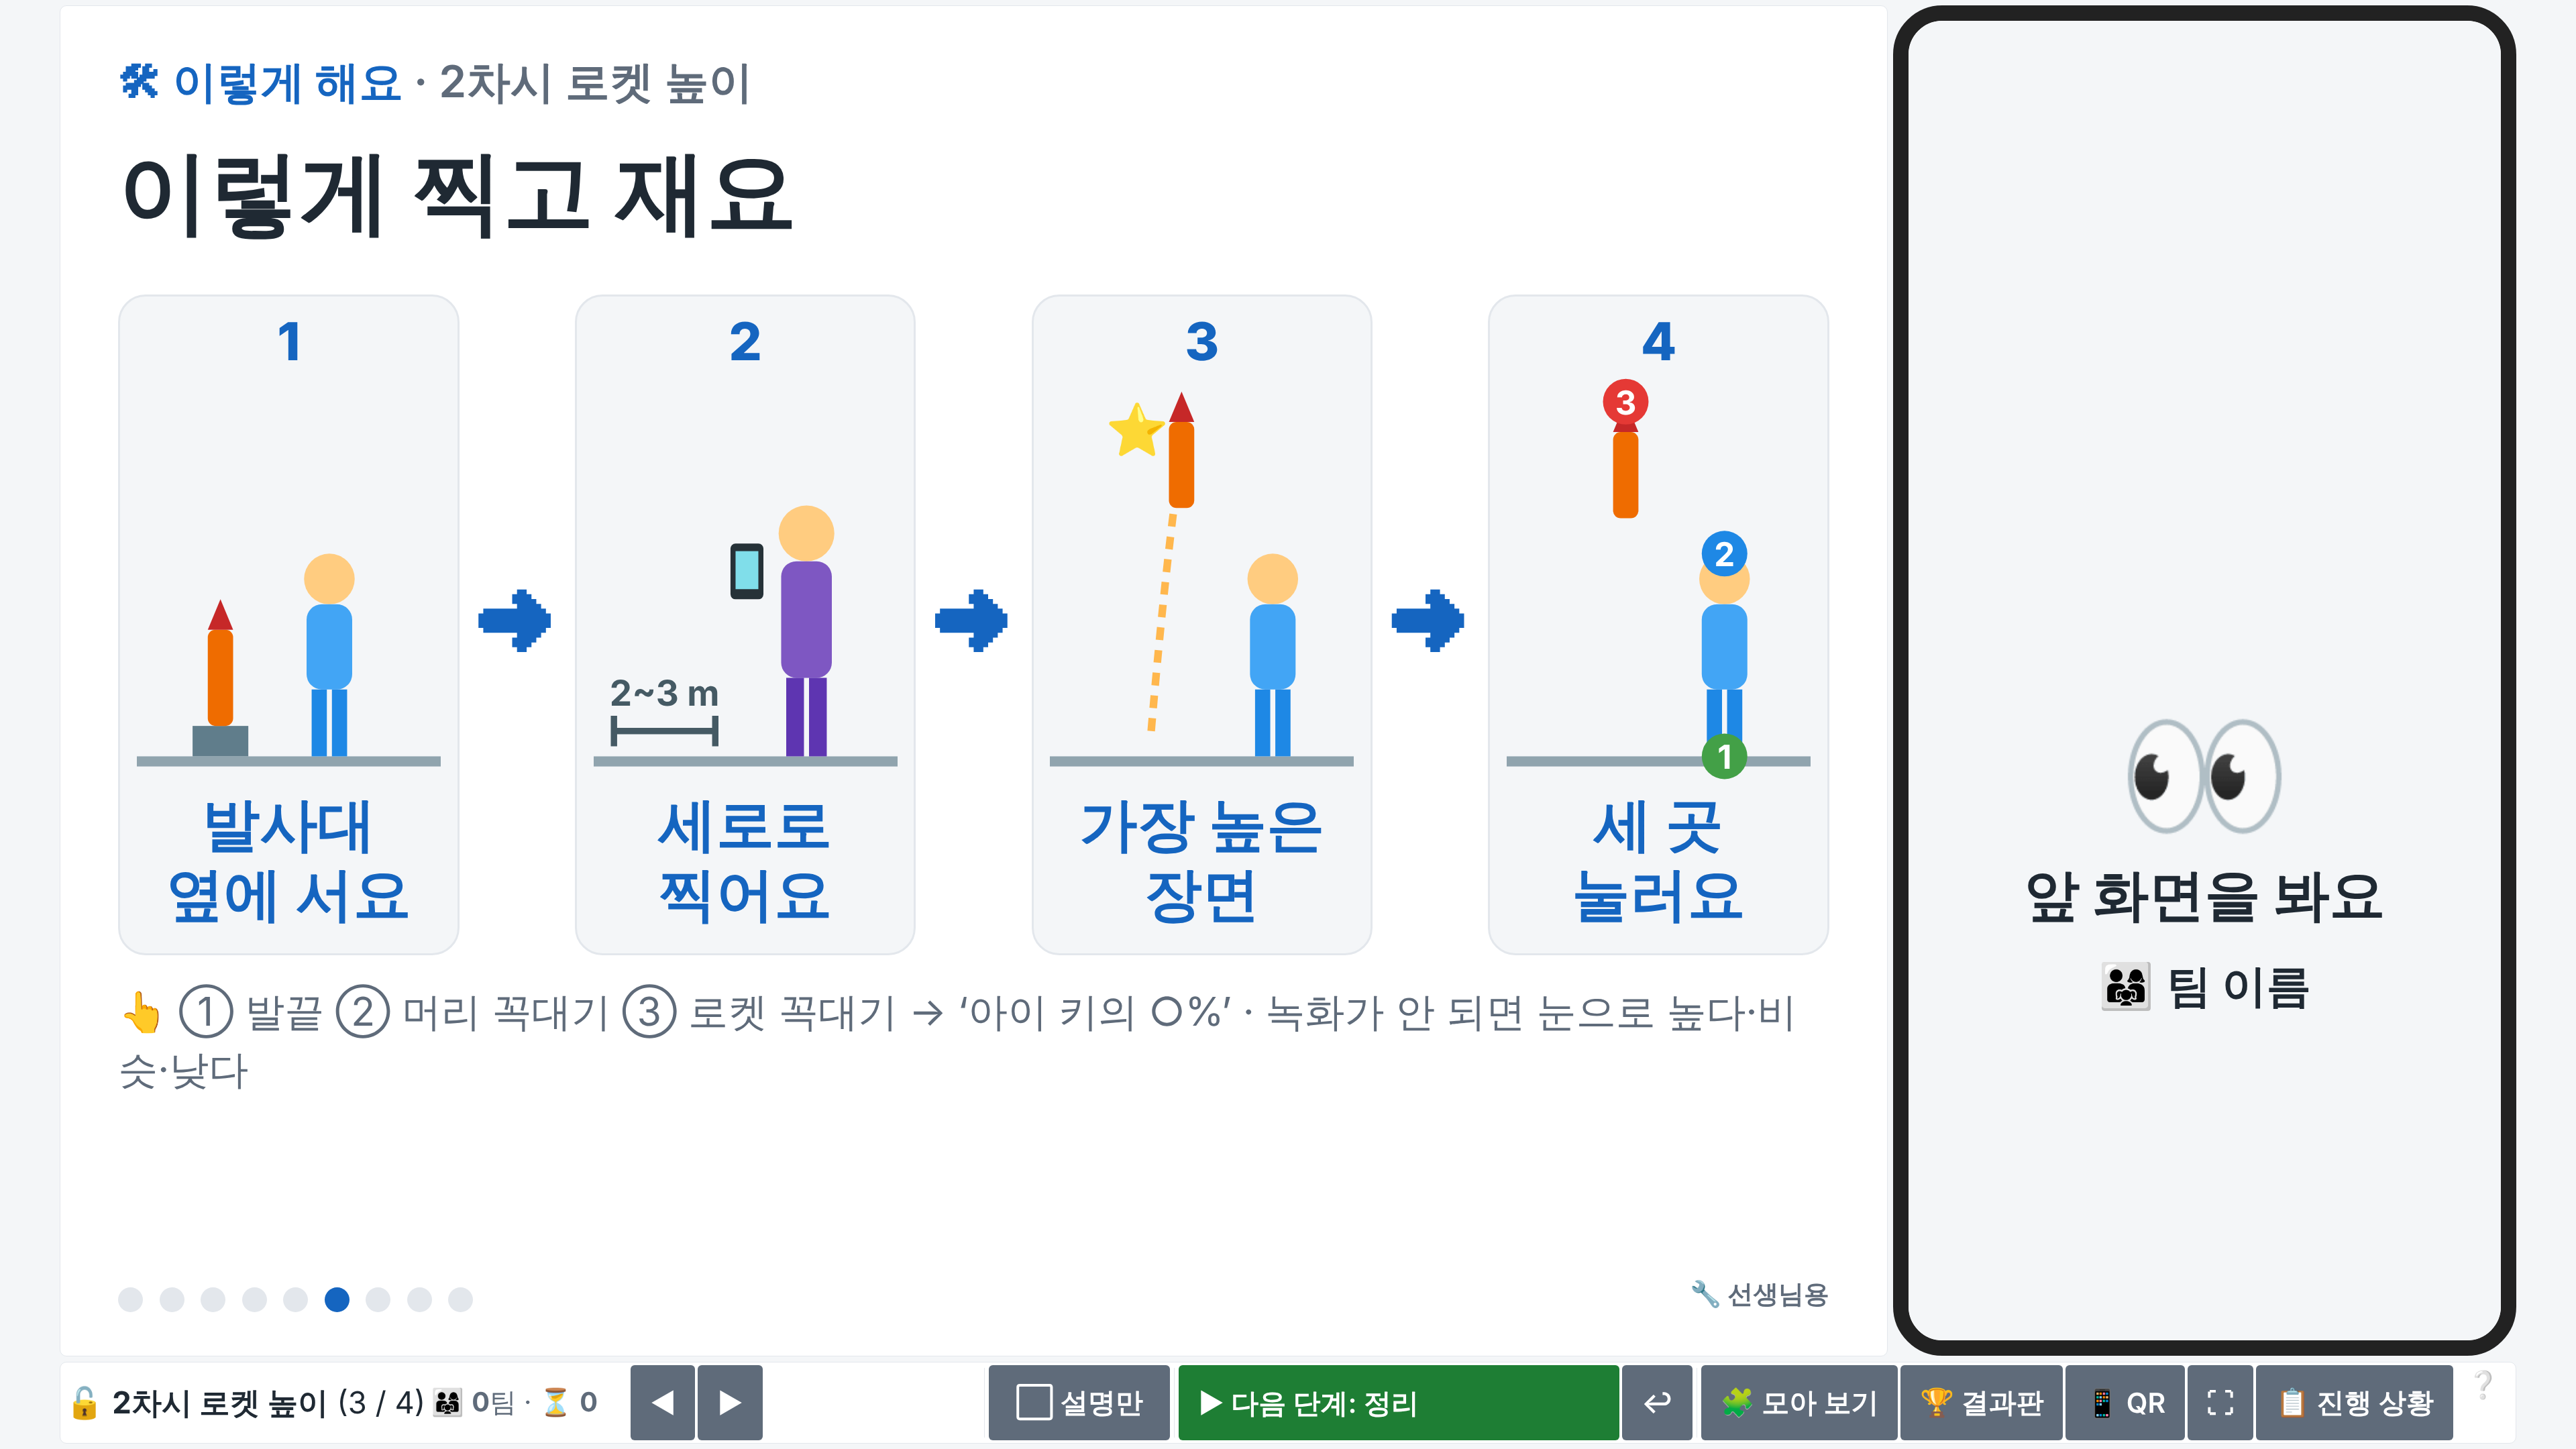 🛠 이렇게 해요 · 2차시 로켓 높이
이렇게 찍고 재요
1
발사대
옆에 서요
2
2~3 m
세로로
찍어요
3
가장 높은
장면
4
3
2
1
세 곳
눌러요
👆 ① 발끝 ② 머리 꼭대기 ③ 로켓 꼭대기 → ‘아이 키의 ○%’ · 녹화가 안 되면 눈으로 높다·비
슷·낮다
🔧 선생님용
👀
앞 화면을 봐요
👨‍👩‍👧 팀 이름
🔓 2차시 로켓 높이 (3 / 4) 👨‍👩‍👧 0팀 · ⏳ 0
◀ ▶
설명만
▶ 다음 단계: 정리
↩
🧩 모아 보기
🏆 결과판
📱 QR
⛶
📋 진행 상황
❔